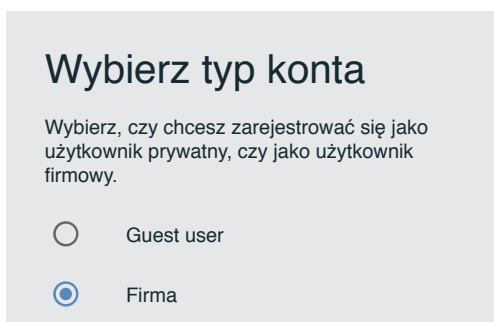 Wybierz typ konta
Wybierz, czy chcesz zarejestrować się jako
użytkownik prywatny, czy jako użytkownik
firmowy.
Guest user
Firma